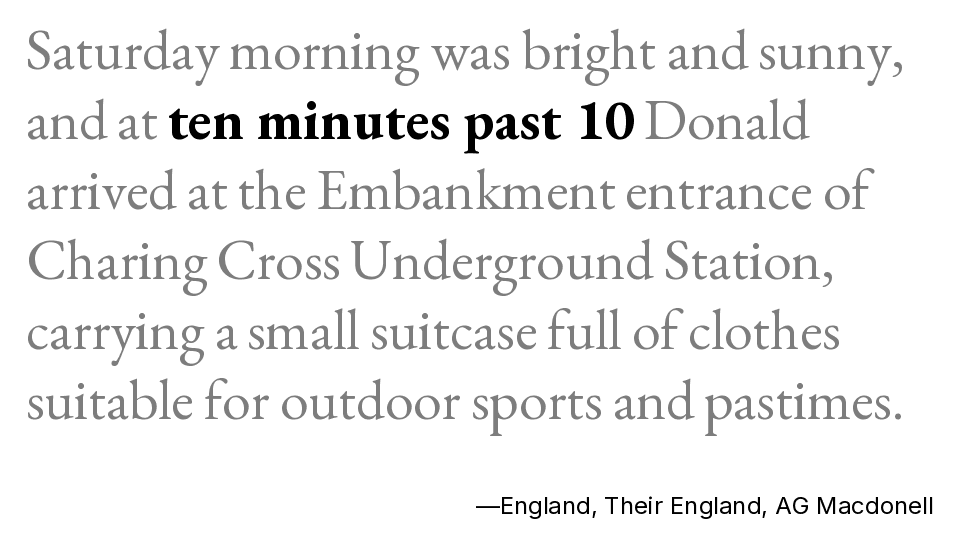 Saturday morning was bright and sunny,
and at ten minutes past 10 Donald
arrived at the Embankment entrance of
Charing Cross Underground Station,
carrying a small suitcase full of clothes
suitable for outdoor sports and pastimes.
—England, Their England, AG Macdonell